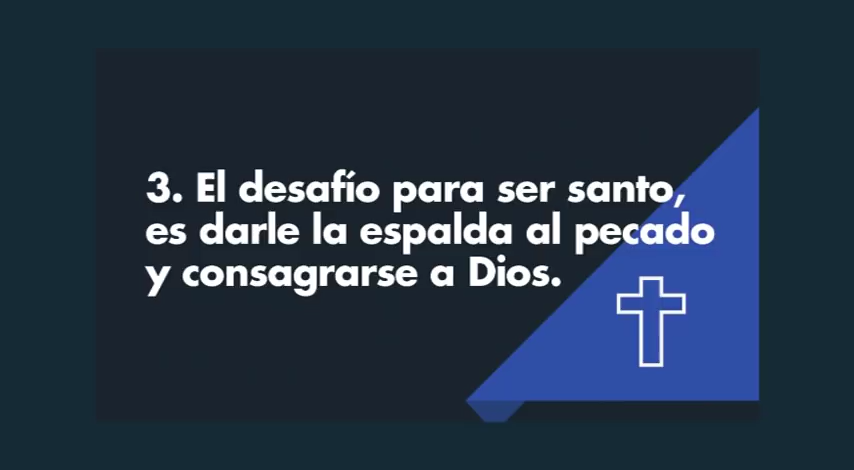 3. El desafío para ser santo,
es darle la espalda al pecado
y consagrarse a Dios.